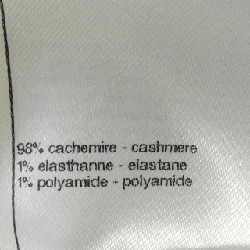 98% cachemire - cashmere
1% elasthanne - elastane
1% polyamide - polyamide